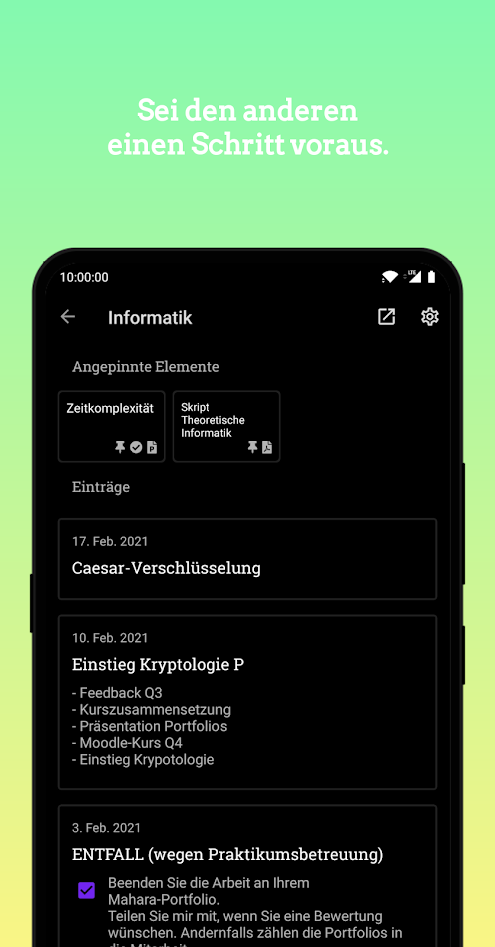 Sei den anderen
einen Schritt voraus.
10:00:00
LTE
Informatik
Angepinnte Elemente
Zeitkomplexität
Skript
Theoretische
Informatik
Einträge
17. Feb. 2021
Caesar-Verschlüsselung
10. Feb. 2021
Einstieg Kryptologie P
- Feedback Q3
- Kurszusammensetzung
- Präsentation Portfolios
- Moodle-Kurs Q4
- Einstieg Krypotologie
3. Feb. 2021
ENTFALL (wegen Praktikumsbetreuung)
Beenden Sie die Arbeit an Ihrem
Mahara-Portfolio.
Teilen Sie mir mit, wenn Sie eine Bewertung
wünschen. Andernfalls zählen die Portfolios in
die Mitarbeit